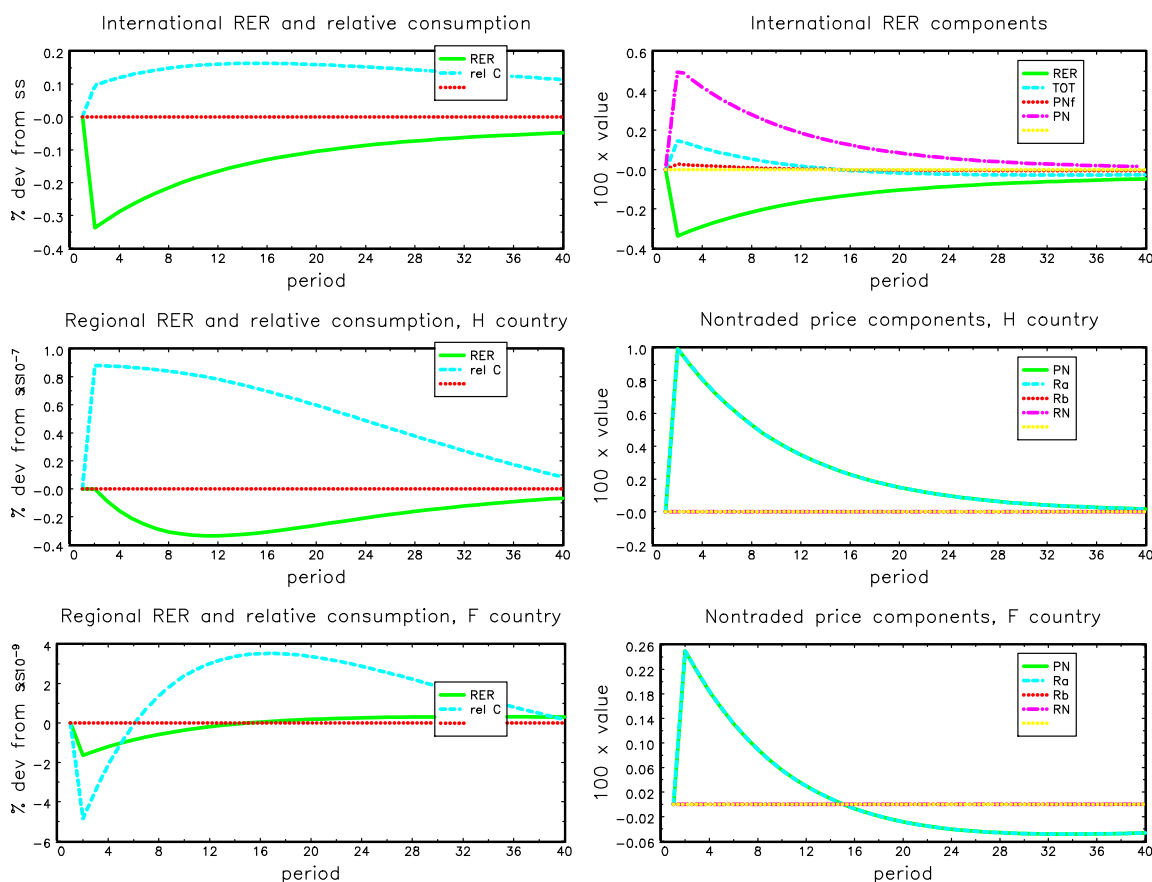 International RER and relative consumption
% dev from ss
0.2
0.1
-0.0
-0.1
-0.2
-0.3
-0.4
RER
rel C
0 4 8 12 16 20 24 28 32 36 40
period
International RER components
100 x value
0.6
0.4
0.2
-0.0
-0.2
-0.4
RER
TOT
PNf
PN
0 4 8 12 16 20 24 28 32 36 40
period
Regional RER and relative consumption, H country
% dev from 10-7
1.0
0.8
0.6
0.4
0.2
-0.0
-0.2
-0.4
RER
rel C
0 4 8 12 16 20 24 28 32 36 40
period
Nontraded price components, H country
100 x value
1.0
0.8
0.6
0.4
0.2
-0.0
-0.2
PN
Ra
Rb
RN
0 4 8 12 16 20 24 28 32 36 40
period
Regional RER and relative consumption, F country
% dev from 10-9
4
2
0
-2
-4
-6
RER
rel C
0 4 8 12 16 20 24 28 32 36 40
period
Nontraded price components, F country
100 x value
0.26
0.22
0.18
0.14
0.10
0.06
0.02
-0.02
-0.06
PN
Ra
Rb
RN
0 4 8 12 16 20 24 28 32 36 40
period